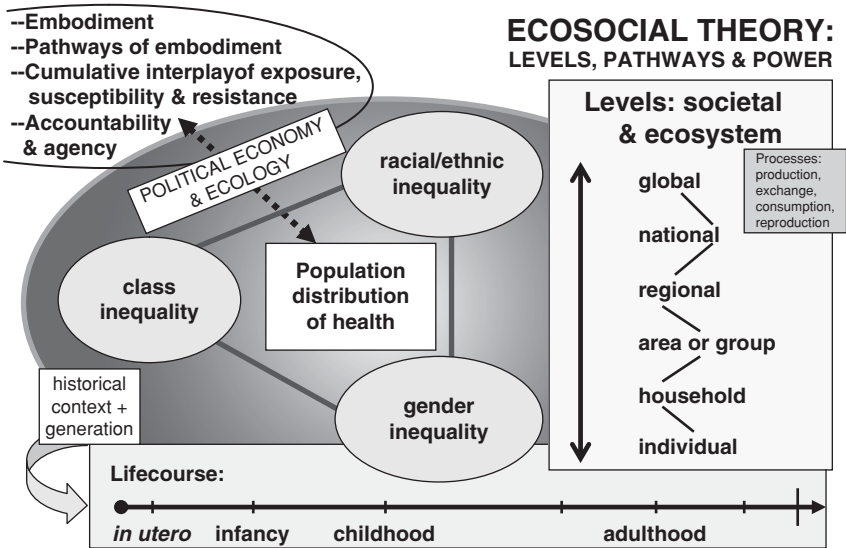 --Embodiment
--Pathways of embodiment
--Cumulative interplayof exposure,
susceptibility & resistance
--Accountability
& agency
ECOSOCIAL THEORY:
LEVELS, PATHWAYS & POWER
POLITICAL ECONOMY
& ECOLOGY
racial/ethnic
inequality
class
inequality
Population
distribution
of health
gender
inequality
historical
context +
generation
Levels: societal
& ecosystem
global
national
regional
area or group
household
individual
Processes:
production,
exchange,
consumption,
reproduction
Lifecourse:
in utero infancy childhood adulthood